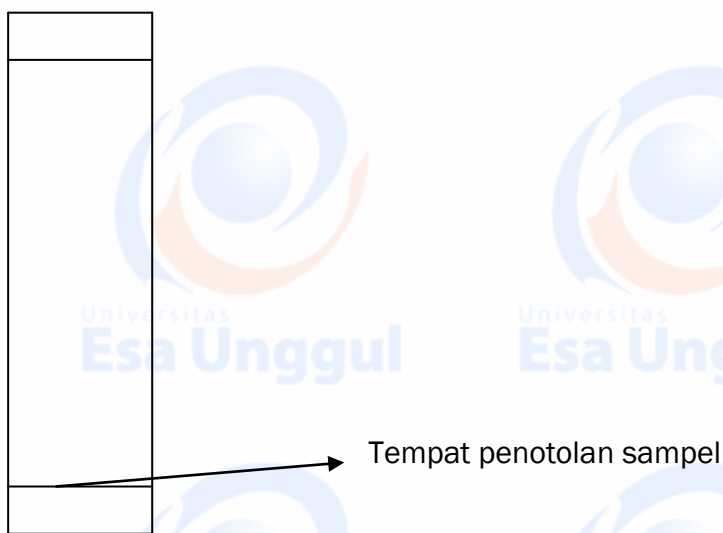 Universitas
Esa Unggul
Universitas
Esa Ung
Tempat penotolan sampel